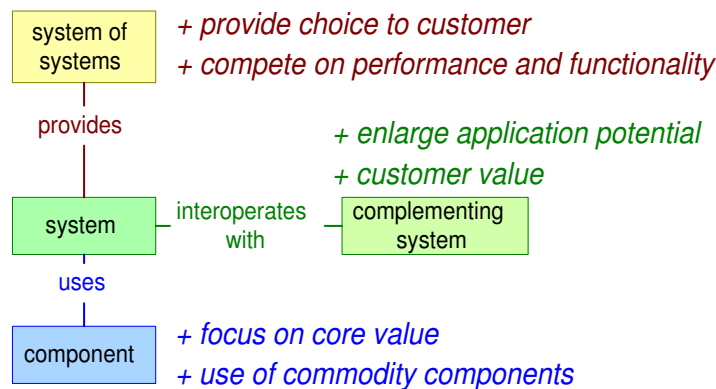 system of
systems
+ provide choice to customer
+ compete on performance and functionality
provides
+ enlarge application potential
+ customer value
system
interoperates
with
complementing
system
uses
component
+ focus on core value
+ use of commodity components